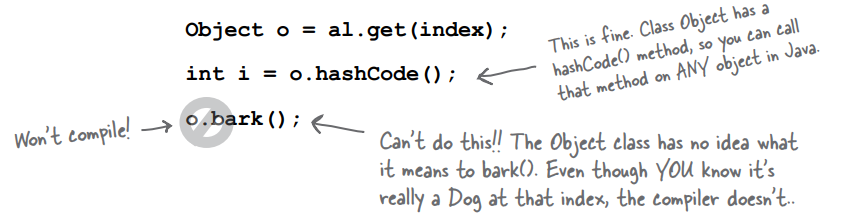 Object o = al.get(index);
int i = o.hashCode();
This is fine. Class Object has a
hashCode() method, so you can call
that method on ANY object in Java.
Won't compile!
o.bark();
Can't do this!! The Object class has no idea what
it means to bark(). Even though YOU know it's
really a Dog at that index, the compiler doesn't..